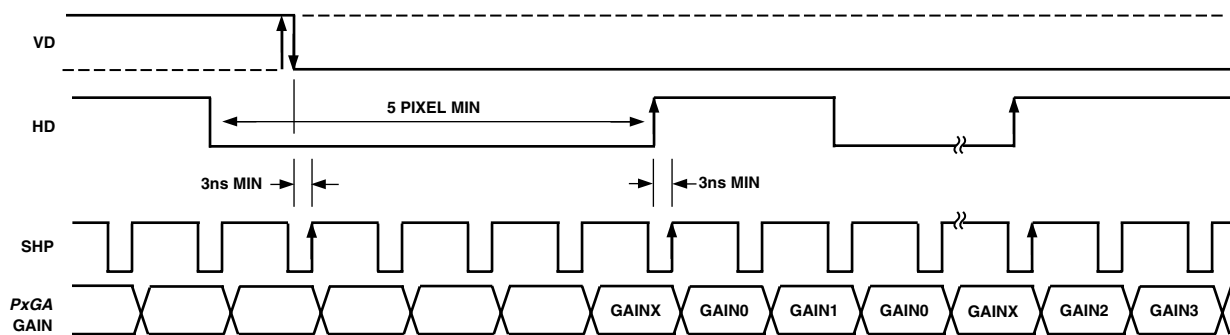 VD
HD
5 PIXEL MIN
3ns MIN
3ns MIN
SHP
PxGA
GAIN
GAINX
GAIN0
GAIN1
GAIN0
GAINX
GAIN2
GAIN3